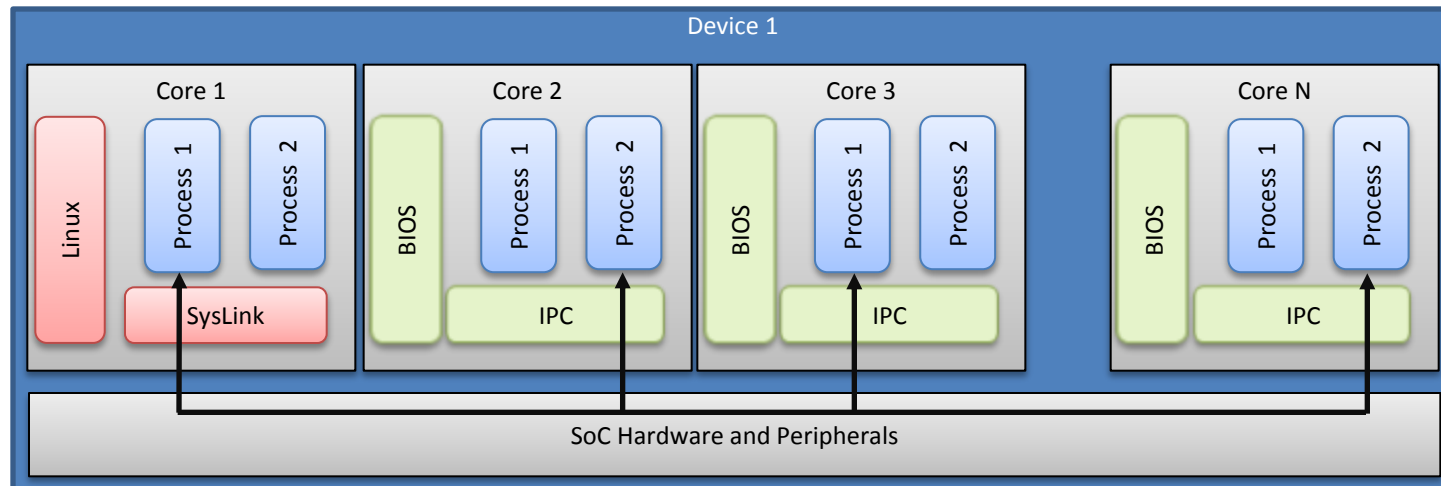 Device 1
Core 1
Linux
Process 1
Process 2
SysLink
Core 2
BIOS
Process 1
Process 2
IPC
Core 3
BIOS
Process 1
Process 2
IPC
Core N
BIOS
Process 1
Process 2
IPC
SoC Hardware and Peripherals